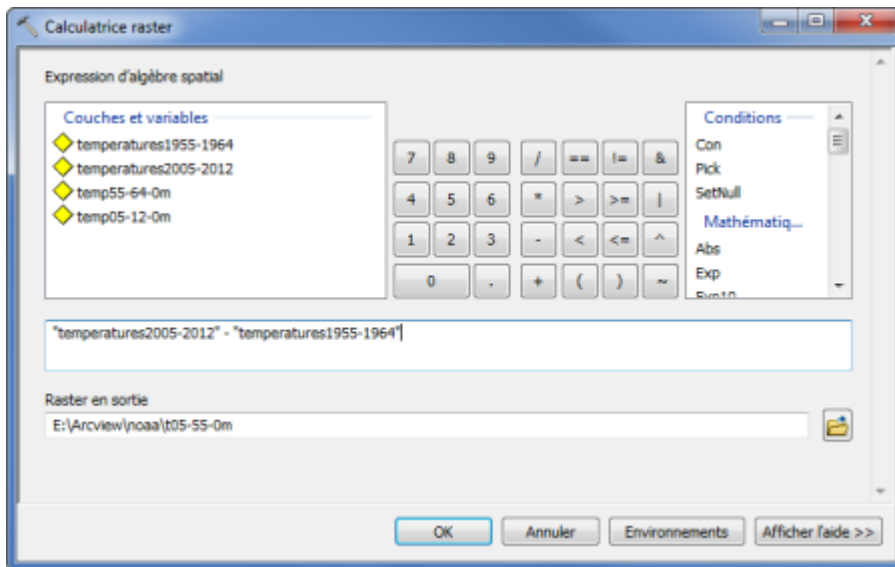 Calculatrice raster
Expression d'algèbre spatial
Couches et variables
temperatures1955-1964
temperatures2005-2012
temp55-64-0m
temp05-12-0m
7 8 9 / == != &
4 5 6 * > >= |
1 2 3 - < <= ^
0 . + ( ) ~
Conditions
Con
Pick
SetNull
Mathématiq...
Abs
Exp
Exp10
"temperatures2005-2012" - "temperatures1955-1964"
Raster en sortie
E:\Arcview\noaa\t05-55-0m
OK
Annuler
Environnements
Afficher l'aide >>